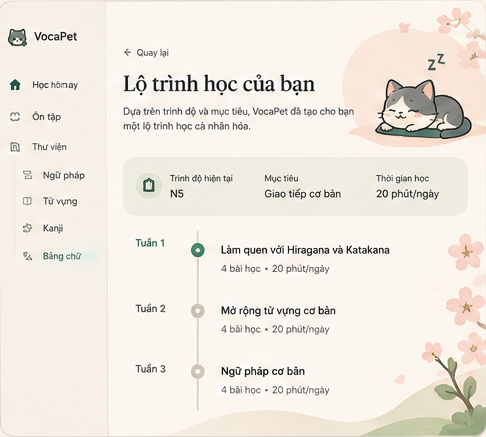 VocaPet
Học hôm nay
Ôn tập
Thư viện
Ngữ pháp
Từ vựng
Kanji
Bảng chữ
Quay lại
Lộ trình học của bạn
Dựa trên trình độ và mục tiêu, VocaPet đã tạo cho bạn
một lộ trình học cá nhân hóa.
zz
Trình độ hiện tại
N5
Mục tiêu
Giao tiếp cơ bản
Thời gian học
20 phút/ngày
Tuần 1
Làm quen với Hiragana và Katakana
4 bài học • 20 phút/ngày
Tuần 2
Mở rộng từ vựng cơ bản
4 bài học • 20 phút/ngày
Tuần 3
Ngữ pháp cơ bản
4 bài học • 20 phút/ngày